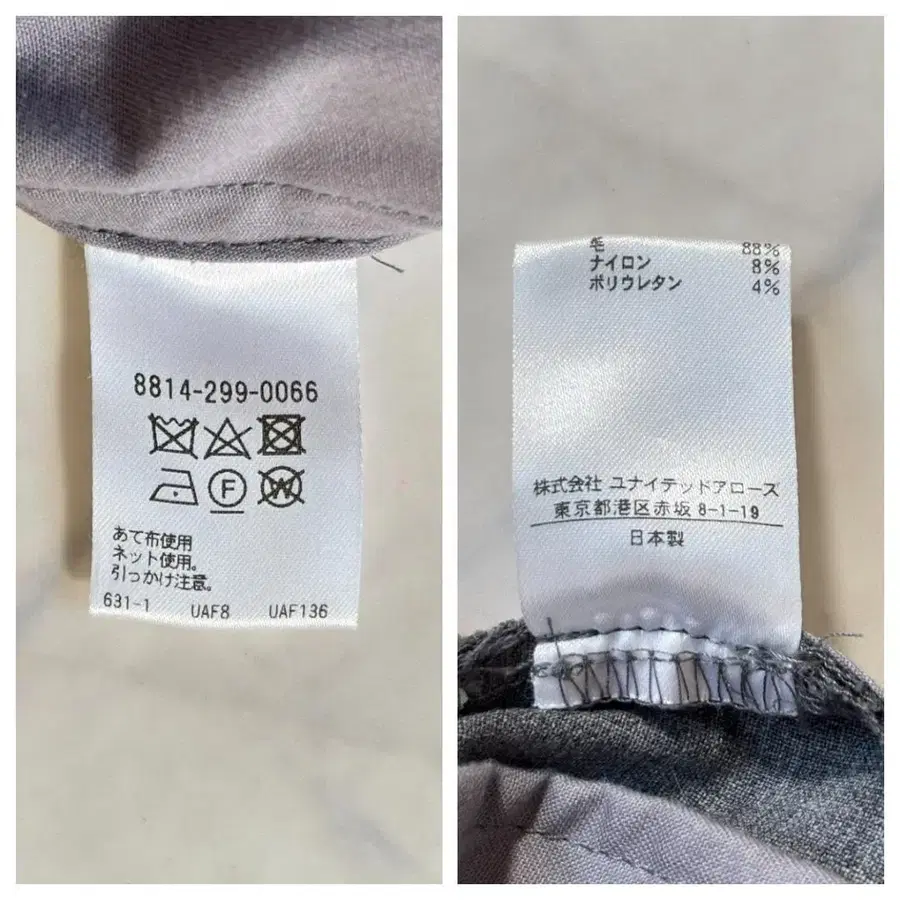 8814-299-0066
F
W
あて布使用
ネット使用。
引っかけ注意。
631-1 UAF8 UAF136
毛 88%
ナイロン 8%
ポリウレタン 4%
株式会社 ユナイテッドアローズ
東京都港区赤坂 8-1-19
日本製